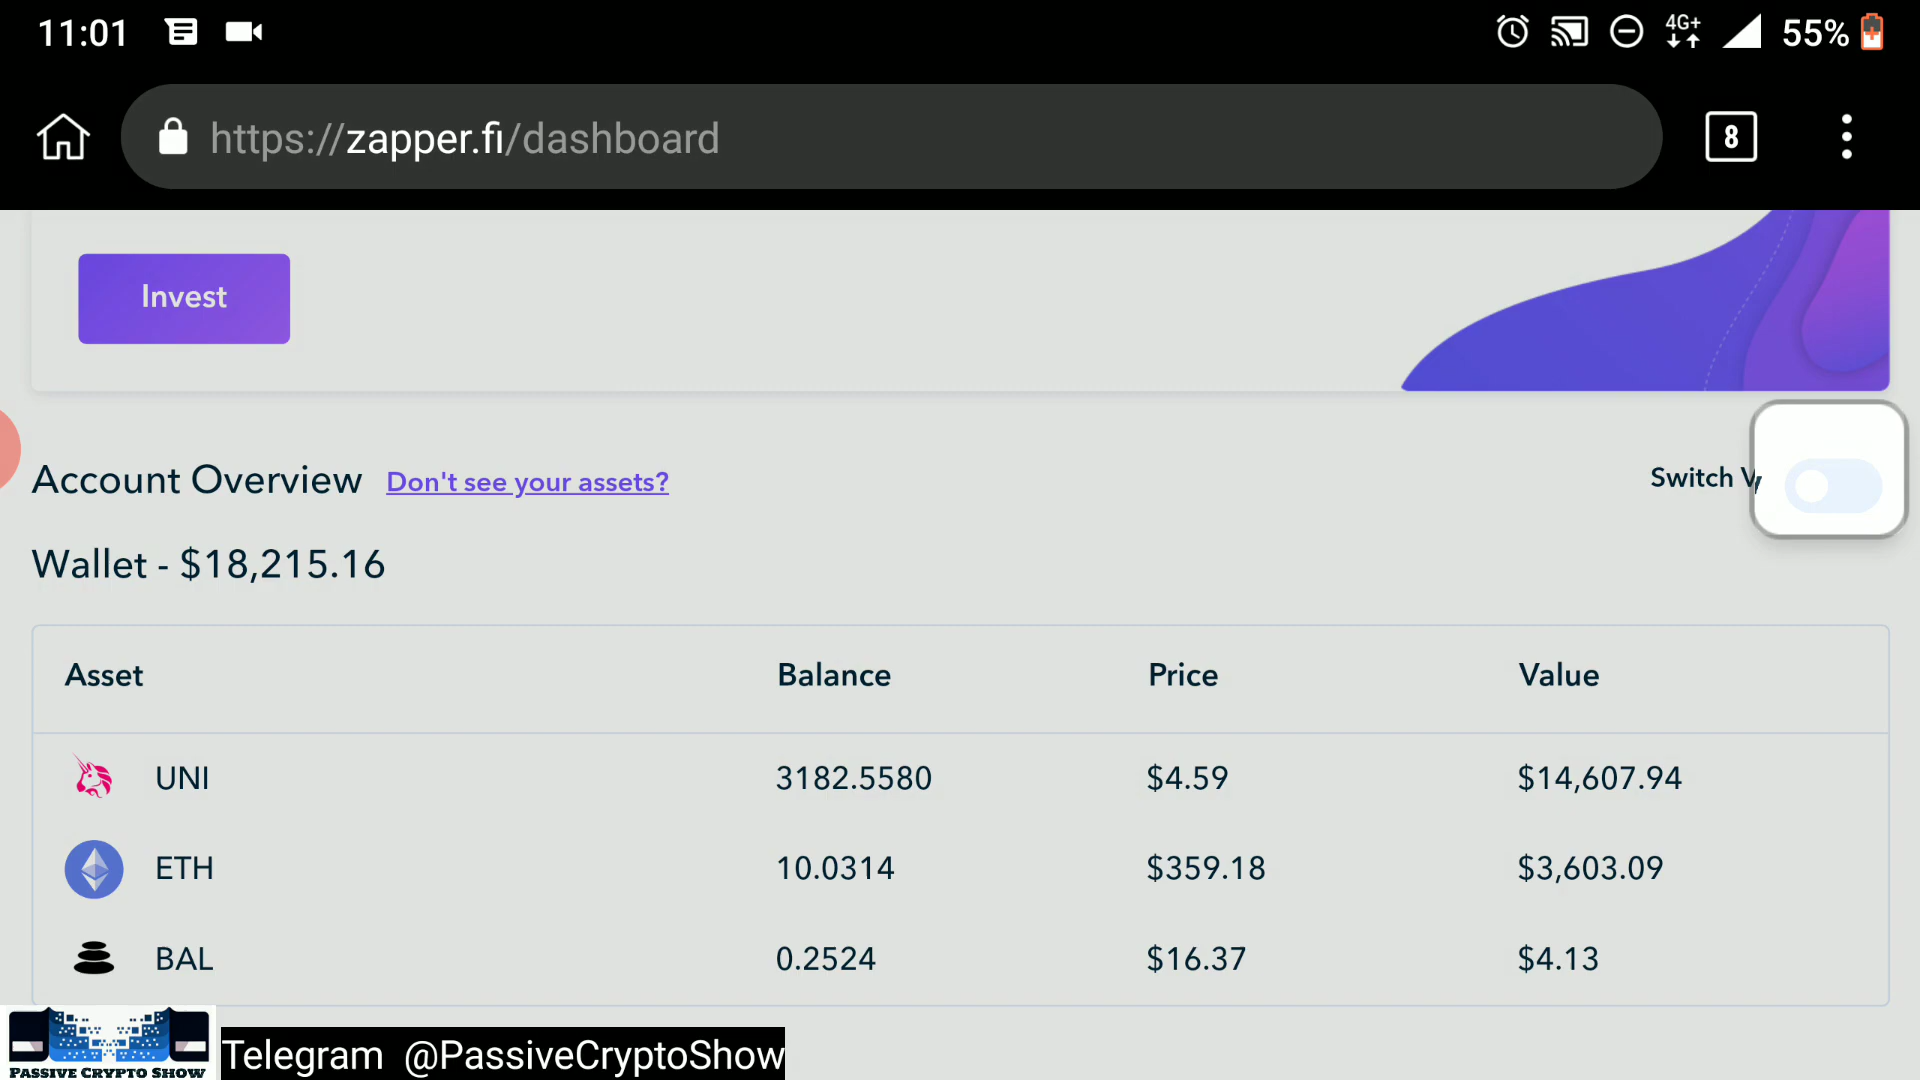 11:01
4G+ 55%
https://zapper.fi/dashboard
8
Invest
Account Overview Don't see your assets?
Switch
Wallet - $18,215.16
Asset Balance Price Value
UNI 3182.5580 $4.59 $14,607.94
ETH 10.0314 $359.18 $3,603.09
BAL 0.2524 $16.37 $4.13
PASSIVE CRYPTO SHOW
Telegram @PassiveCryptoShow